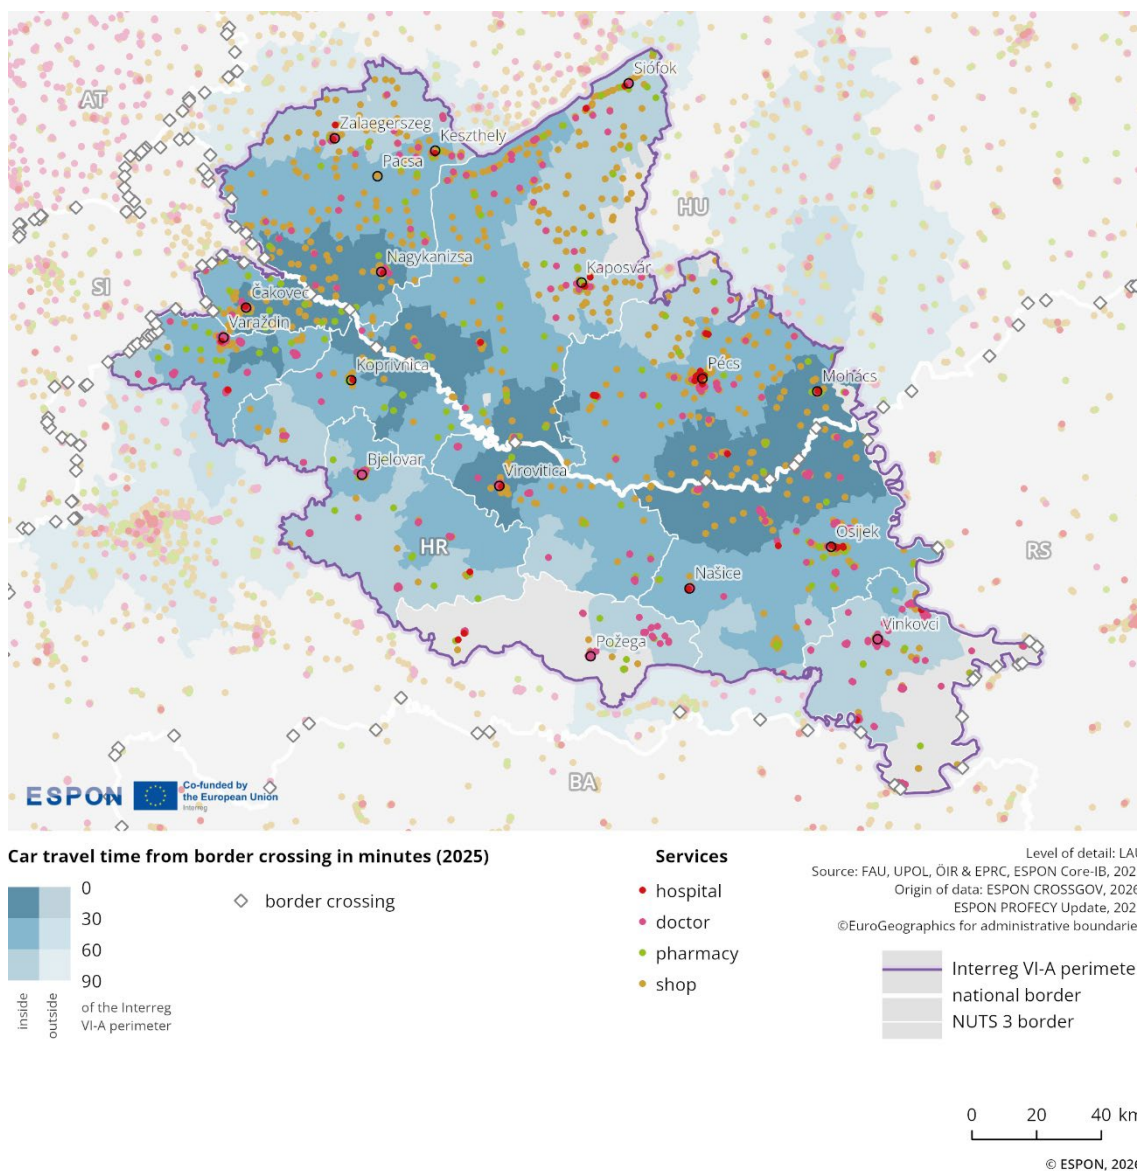 Siófok
AT
Zalaegerszeg
Keszthely
Pacsa
HU
Nagykanizsa
SI
Kaposvár
Čakovec
Varaždin
Koprivnica
Pécs
Mohács
Bjelovar
Virovitica
HR
Osijek
RS
Našice
Vinkovci
Požega
BA
ESPON
Co-funded by
the European Union
Interreg
Car travel time from border crossing in minutes (2025)
0
30
60
90
inside
outside
of the Interreg
VI-A perimeter
border crossing
Services
hospital
doctor
pharmacy
shop
Level of detail: LAU
Source: FAU, UPOL, ÖIR & EPRC, ESPON Core-IB, 202
Origin of data: ESPON CROSSGOV, 2026
ESPON PROFECY Update, 202
©EuroGeographics for administrative boundarie
Interreg VI-A perimete
national border
NUTS 3 border
0 20 40 km
© ESPON, 2026